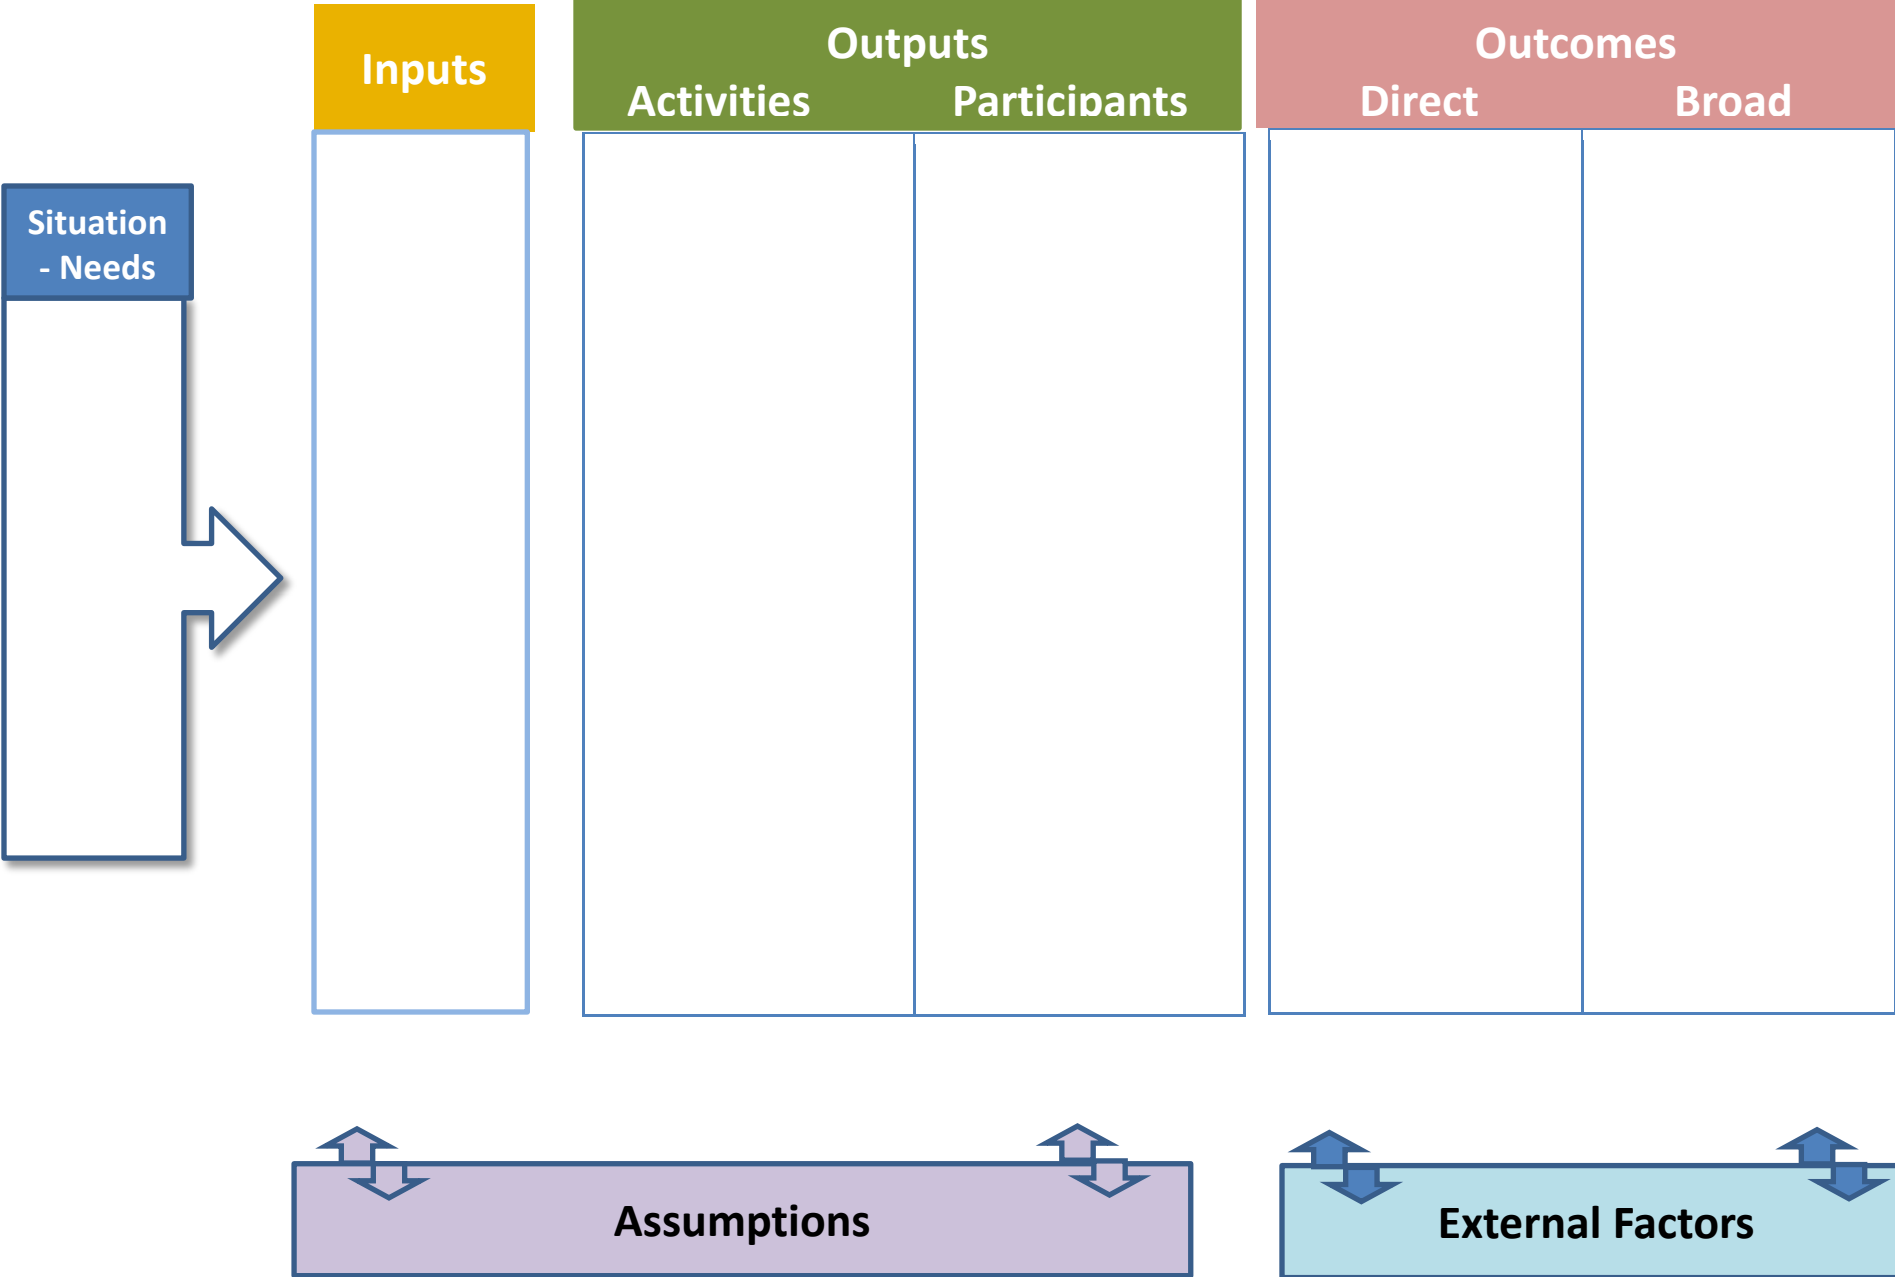 Inputs
Outputs
Activities Participants
Outcomes
Direct Broad
Situation
- Needs
Assumptions
External Factors